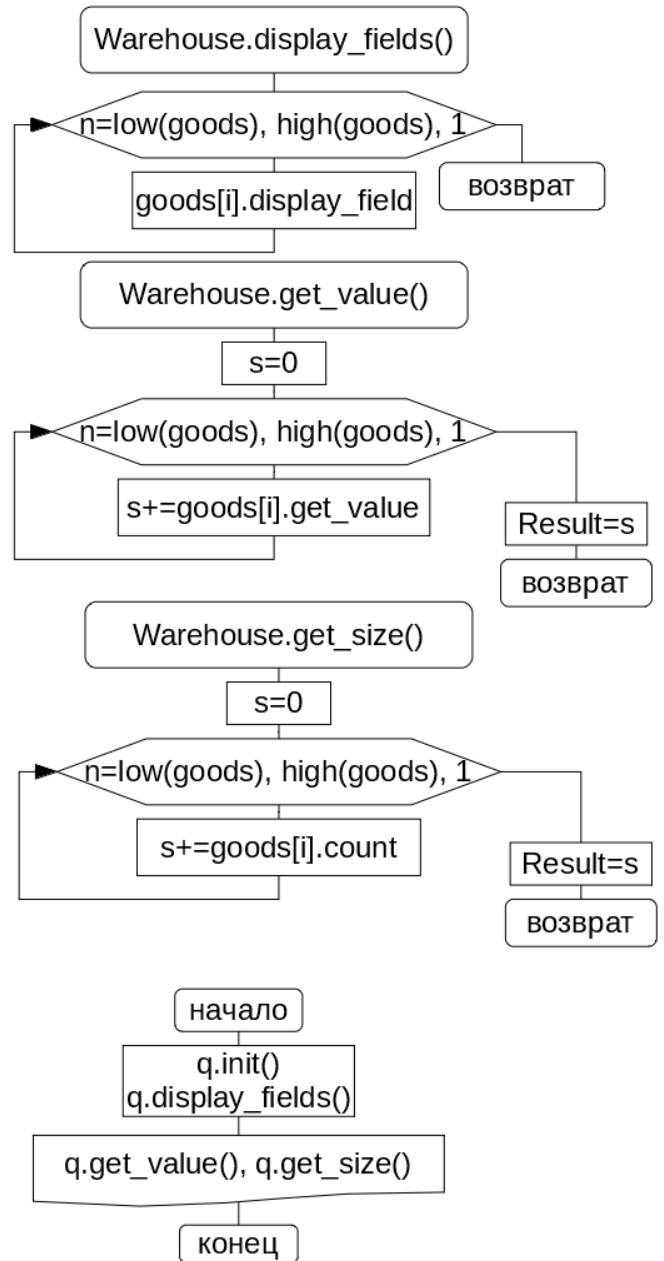 Warehouse.display_fields()
n=low(goods), high(goods), 1
возврат
goods[i].display_field
Warehouse.get_value()
s=0
n=low(goods), high(goods), 1
s+=goods[i].get_value
Result=s
возврат
Warehouse.get_size()
s=0
n=low(goods), high(goods), 1
s+=goods[i].count
Result=s
возврат
начало
q.init()
q.display_fields()
q.get_value(), q.get_size()
конец